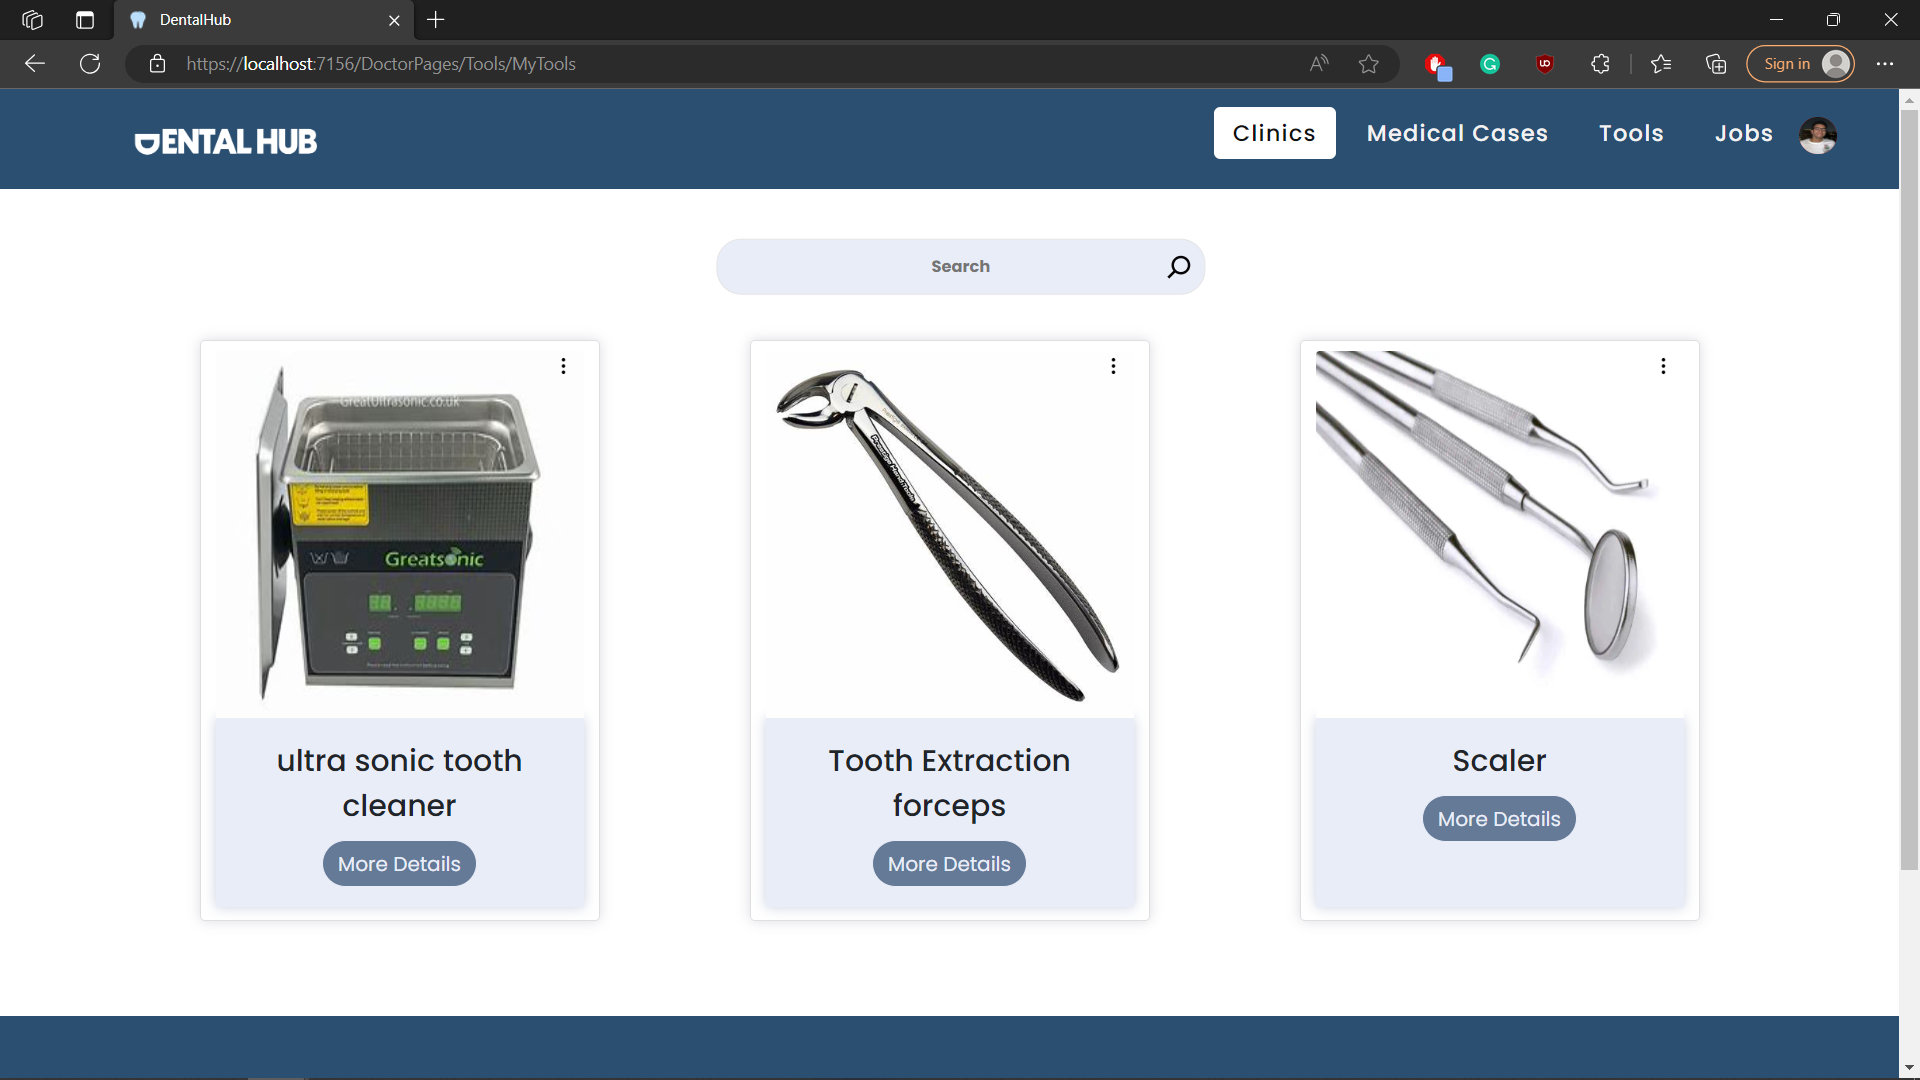 DentalHub
https://localhost:7156/DoctorPages/Tools/MyTools
Sign in
DENTAL HUB
Clinics
Medical Cases
Tools
Jobs
Search
GreatUltrasonic.co.uk
Greatsonic
ultra sonic tooth
cleaner
More Details
Tooth Extraction
forceps
More Details
Scaler
More Details